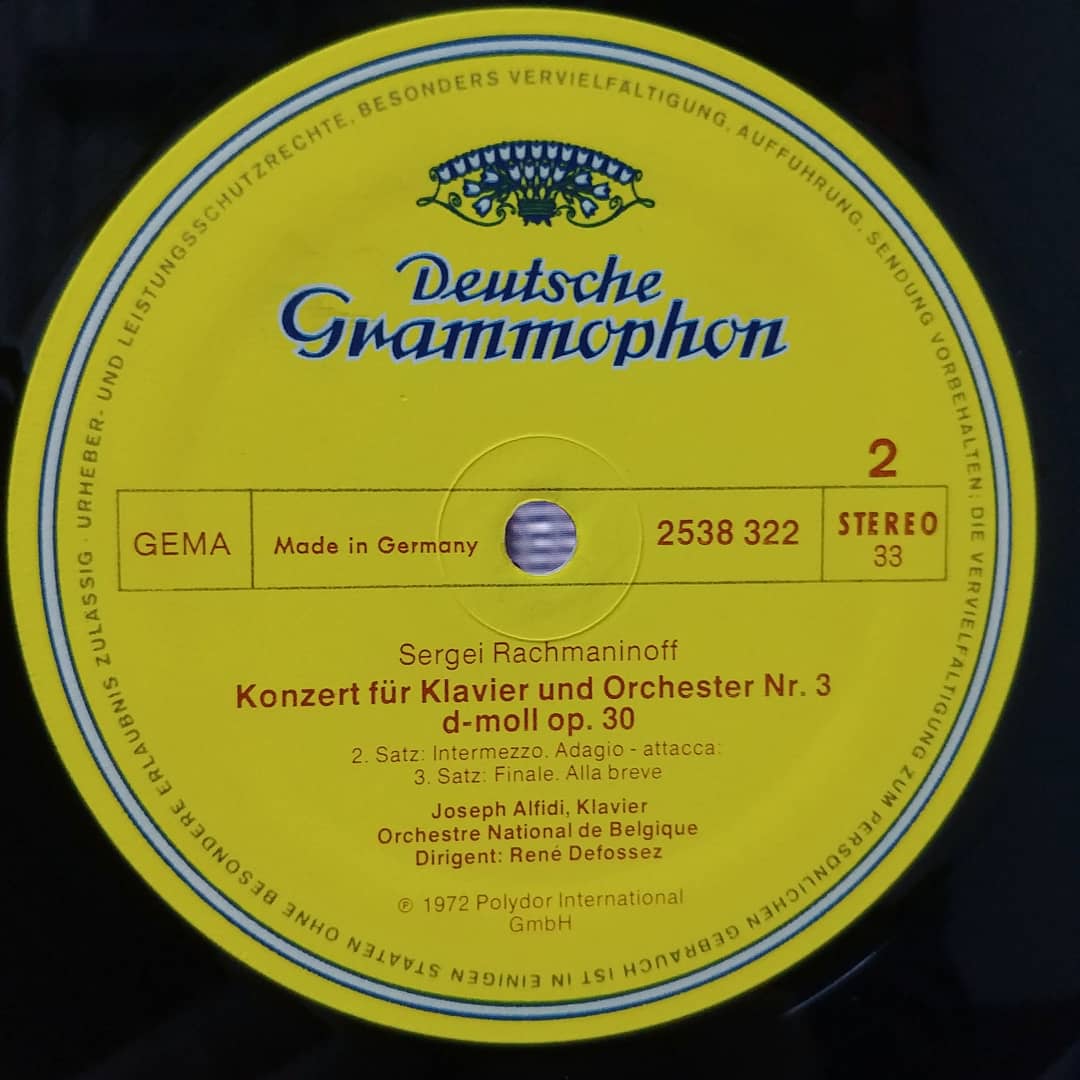 URHEBER- UND LEISTUNGSSCHUTZRECHTE, BESONDERS VERVIELFÄLTIGUNG, AUFFÜHRUNG, SENDUNG VORBEHALTEN; DIE VERVIELFÄLTIGUNG ZUM PERSÖNLICHEN GEBRAUCH IST IN EINIGEN STAATEN OHNE BESONDERE ERLAUBNIS ZULÄSSIG ·
Deutsche
Grammophon
2
GEMA Made in Germany 2538 322 STEREO
33
Sergei Rachmaninoff
Konzert für Klavier und Orchester Nr. 3
d-moll op. 30
2. Satz: Intermezzo. Adagio - attacca:
3. Satz: Finale. Alla breve
Joseph Alfidi, Klavier
Orchestre National de Belgique
Dirigent: René Defossez
℗ 1972 Polydor International
GmbH